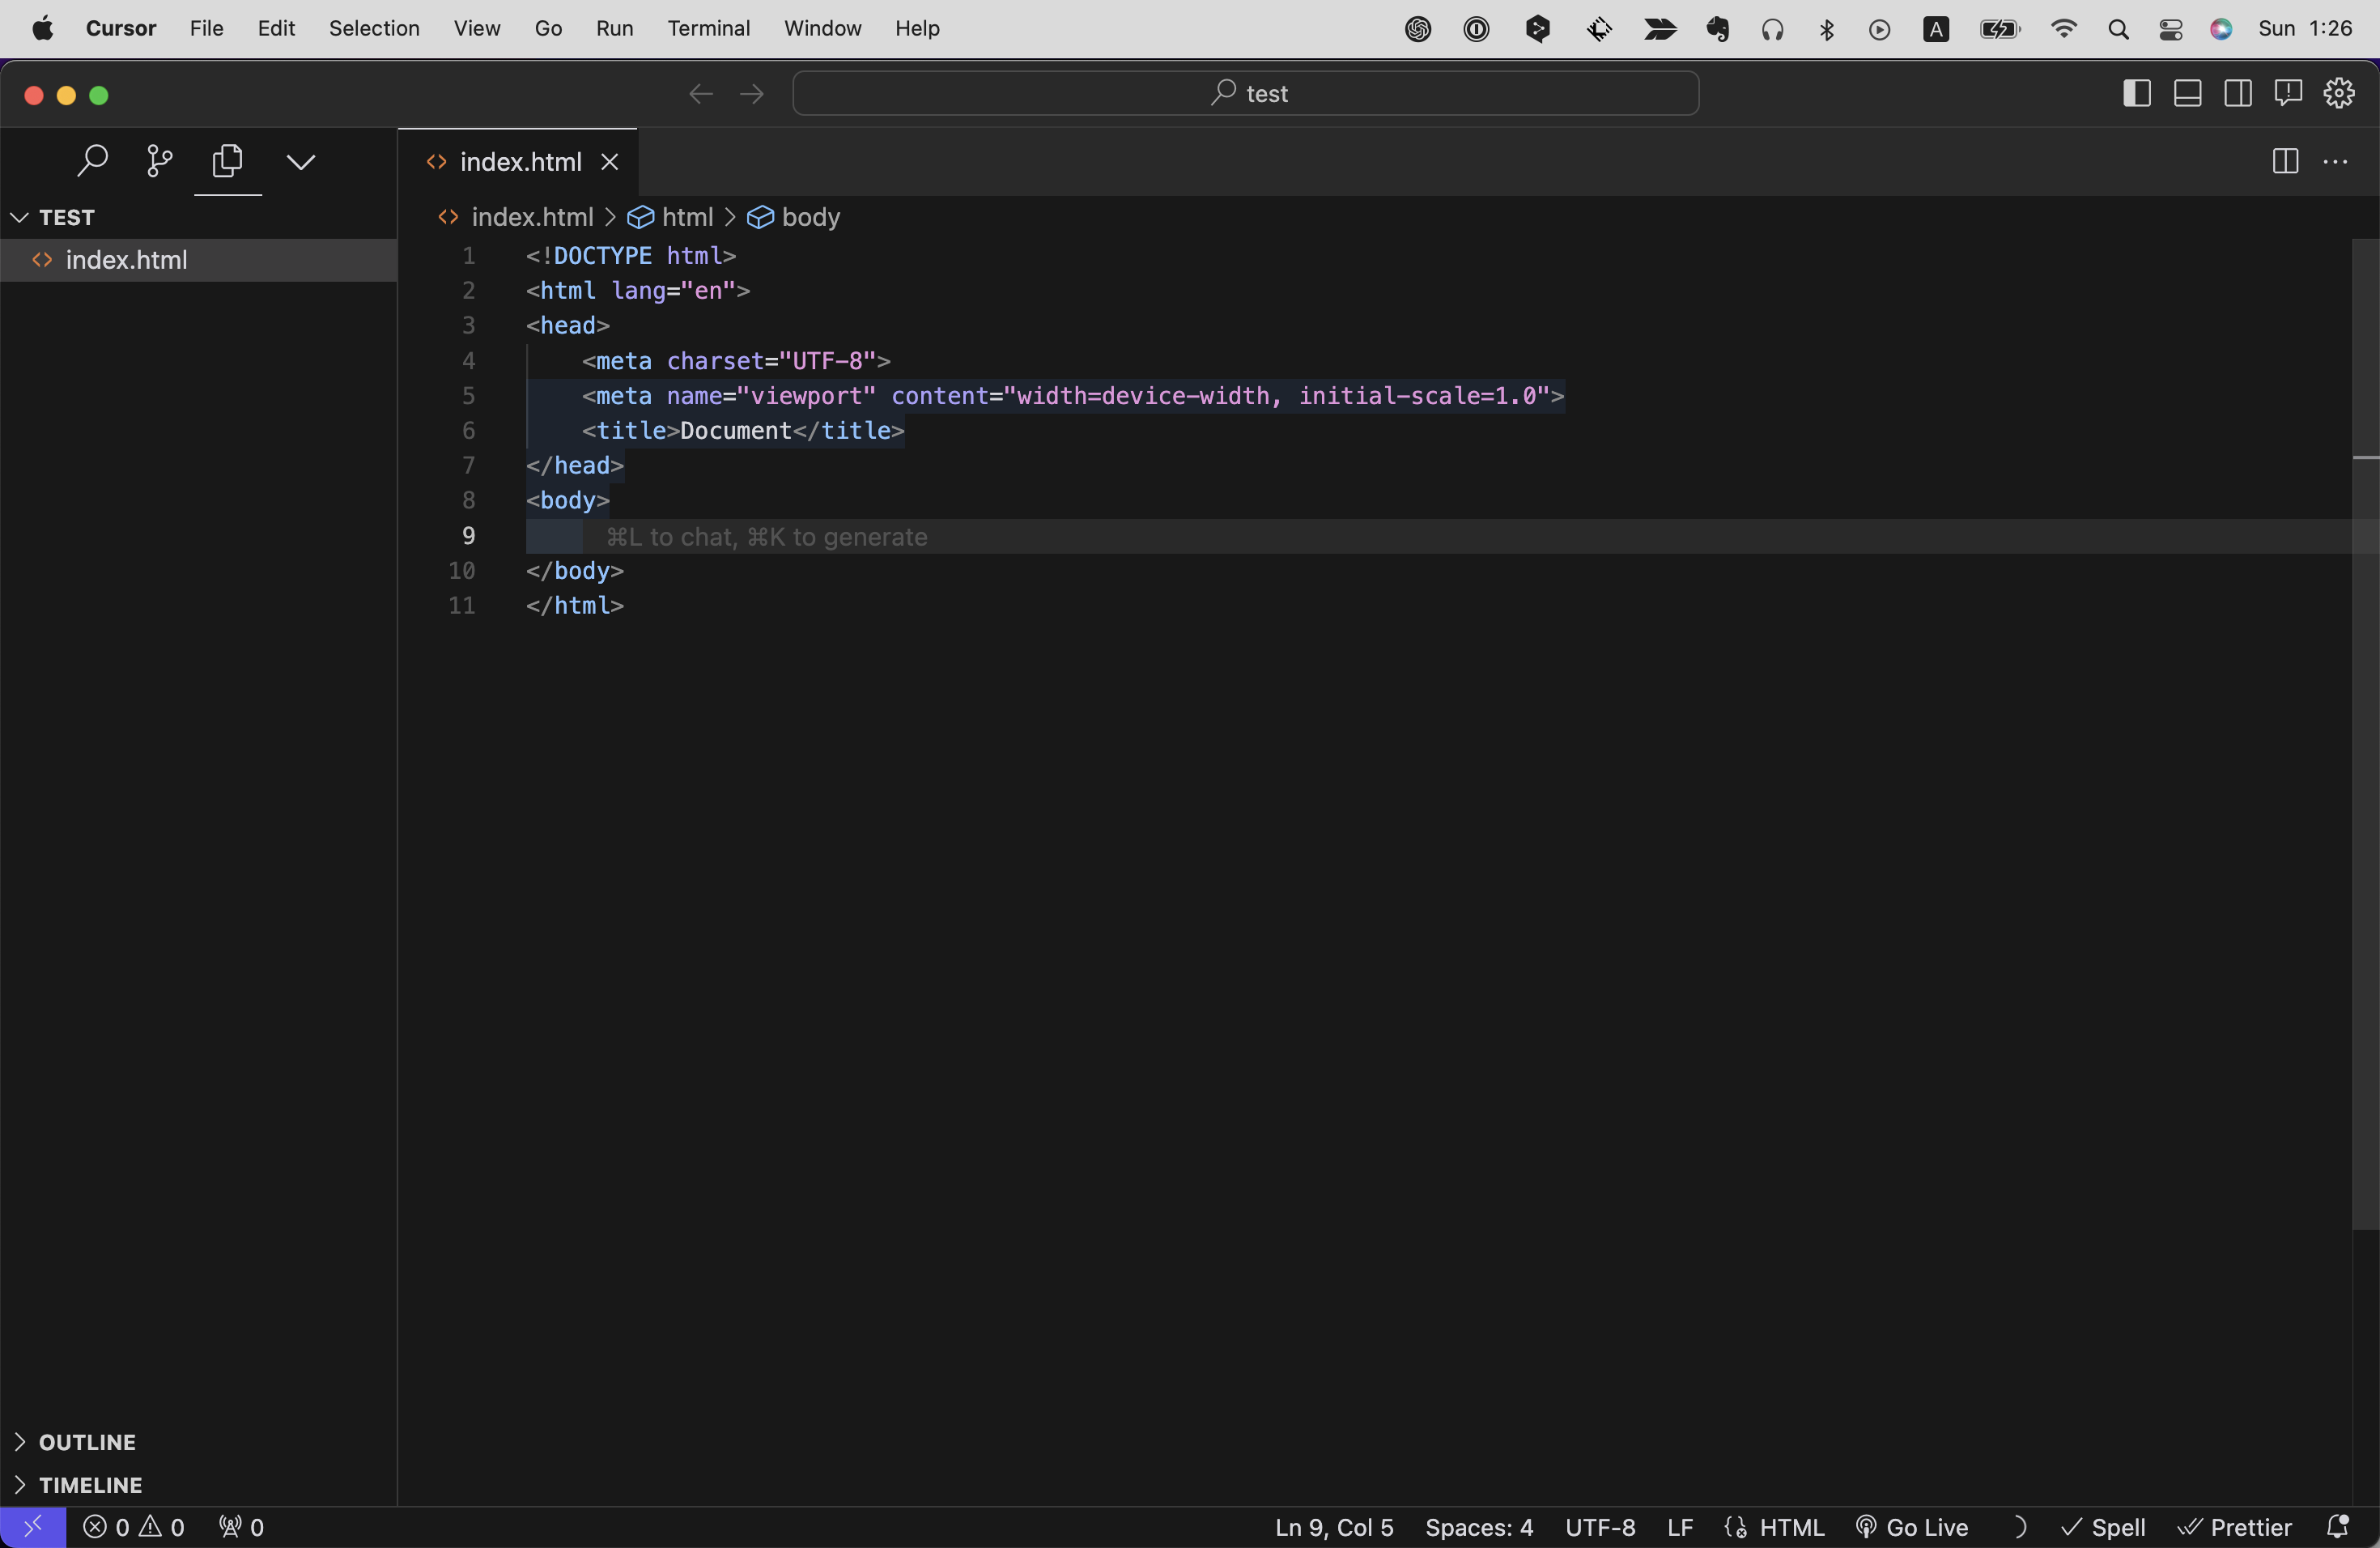 Cursor File Edit Selection View Go Run Terminal Window Help A Sun 1:26
test
index.html
TEST
index.html > html > body
index.html
1 <!DOCTYPE html>
2 <html lang="en">
3 <head>
4 <meta charset="UTF-8">
5 <meta name="viewport" content="width=device-width, initial-scale=1.0">
6 <title>Document</title>
7 </head>
8 <body>
9 ⌘L to chat, ⌘K to generate
10 </body>
11 </html>
OUTLINE
TIMELINE
0 0 0 Ln 9, Col 5 Spaces: 4 UTF-8 LF HTML Go Live Spell Prettier